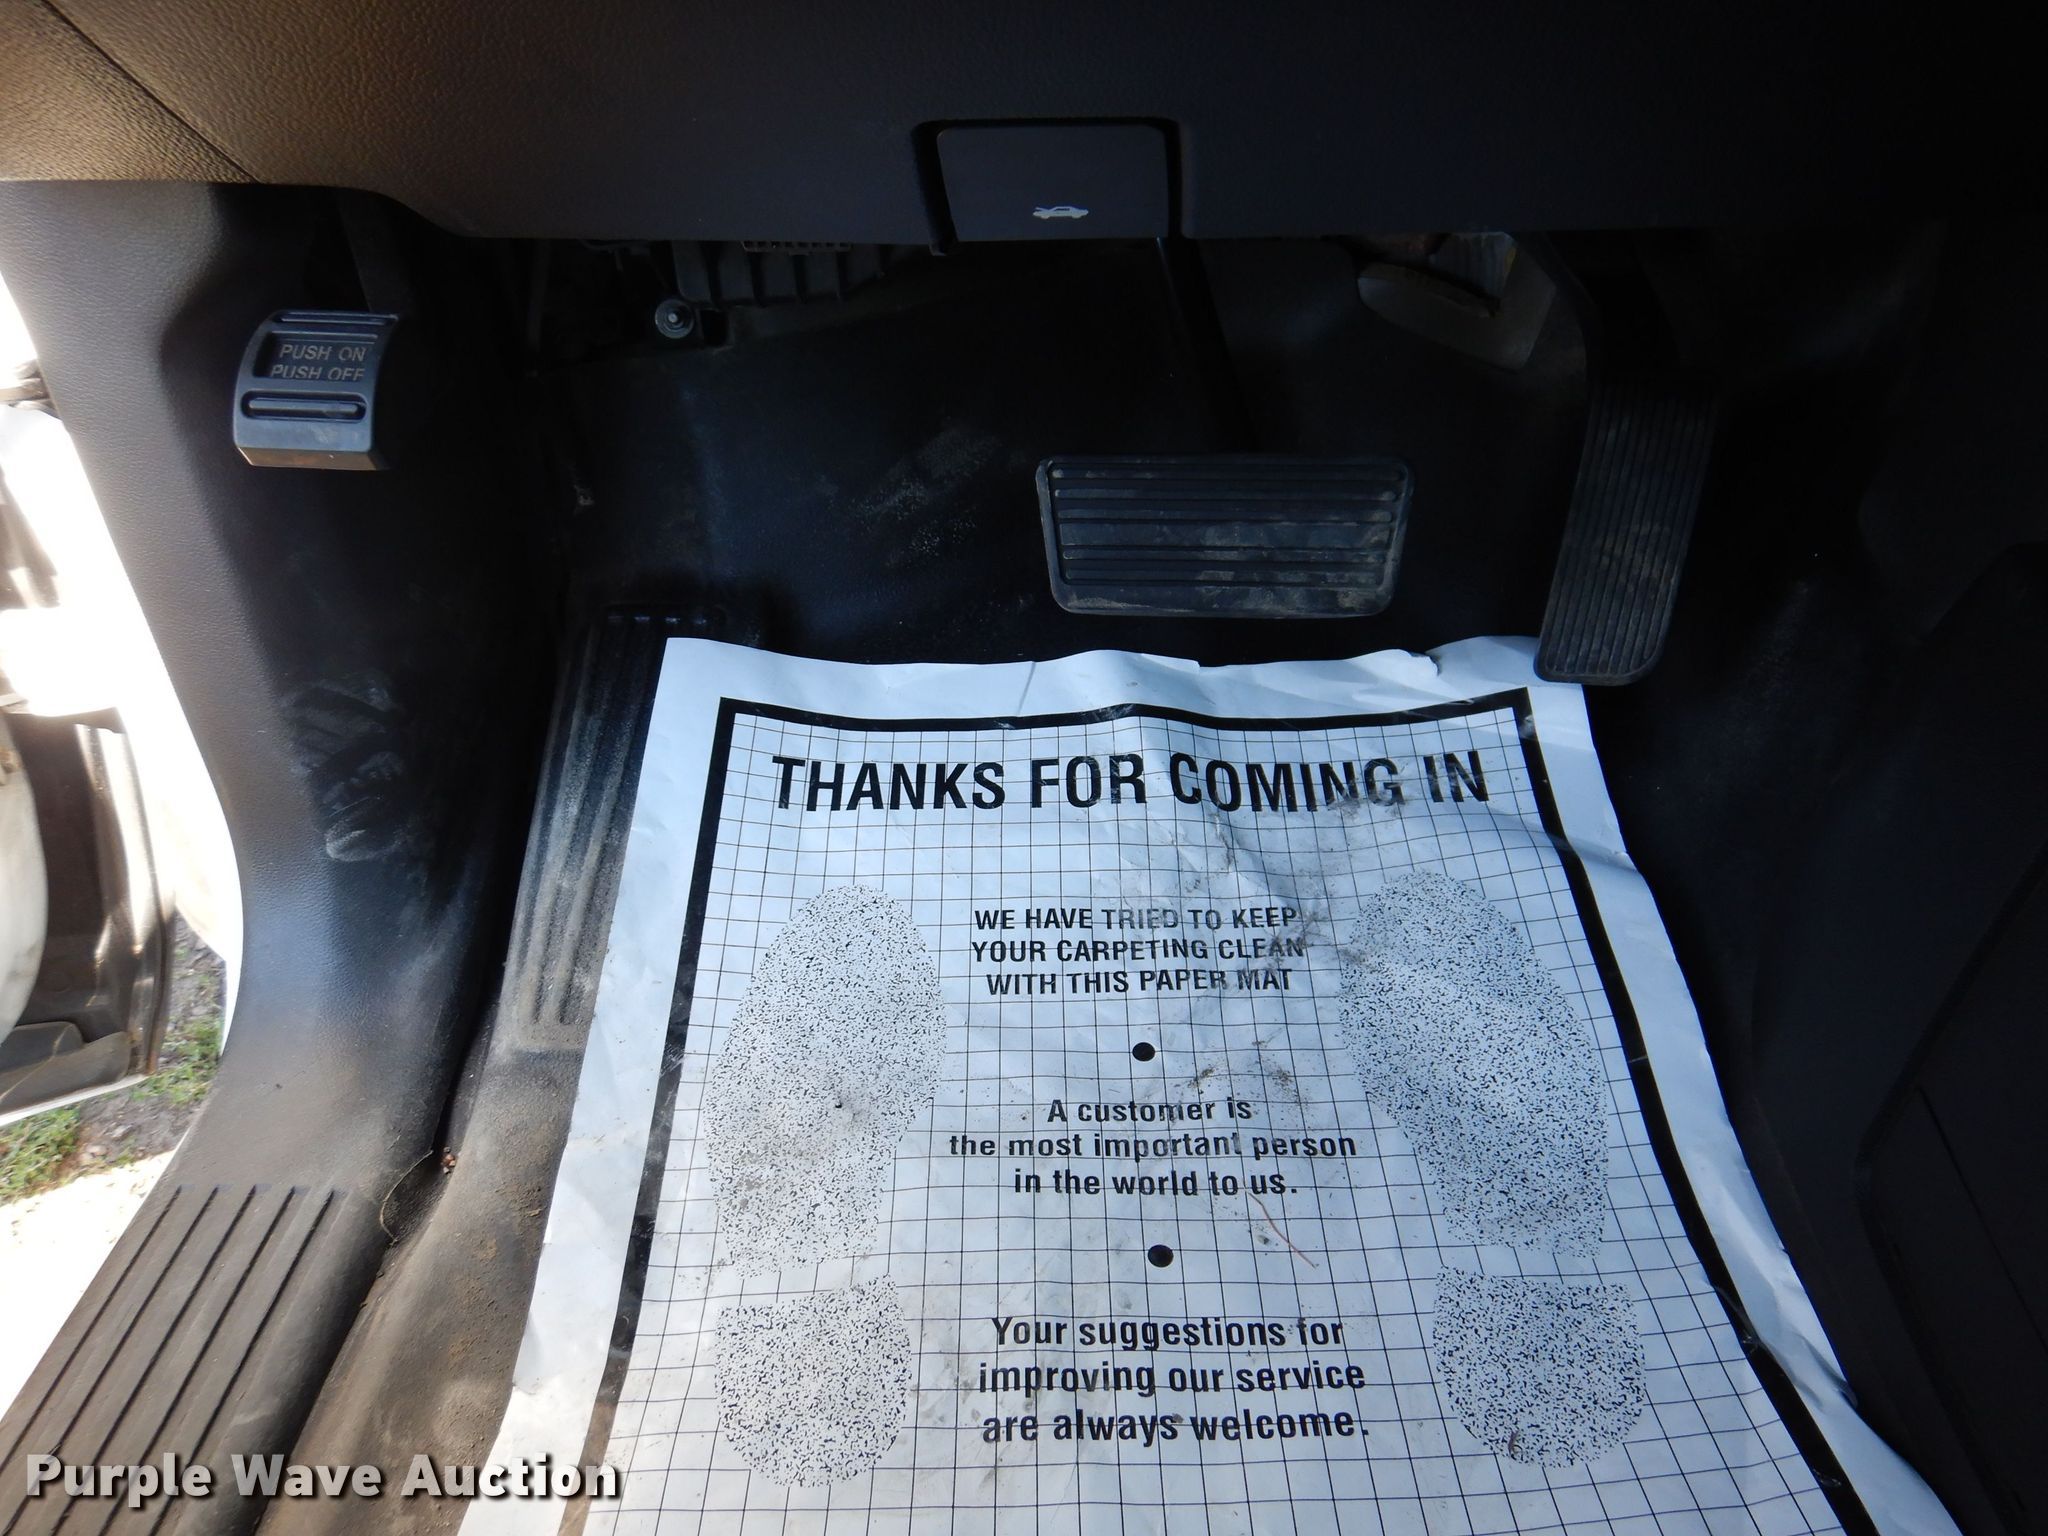 PUSH ON
PUSH OFF
THANKS FOR COMING IN
WE HAVE TRIED TO KEEP
YOUR CARPETING CLEAN
WITH THIS PAPER MAT
A customer is
the most important person
in the world to us.
Your suggestions for
improving our service
are always welcome.
Purple Wave Auction